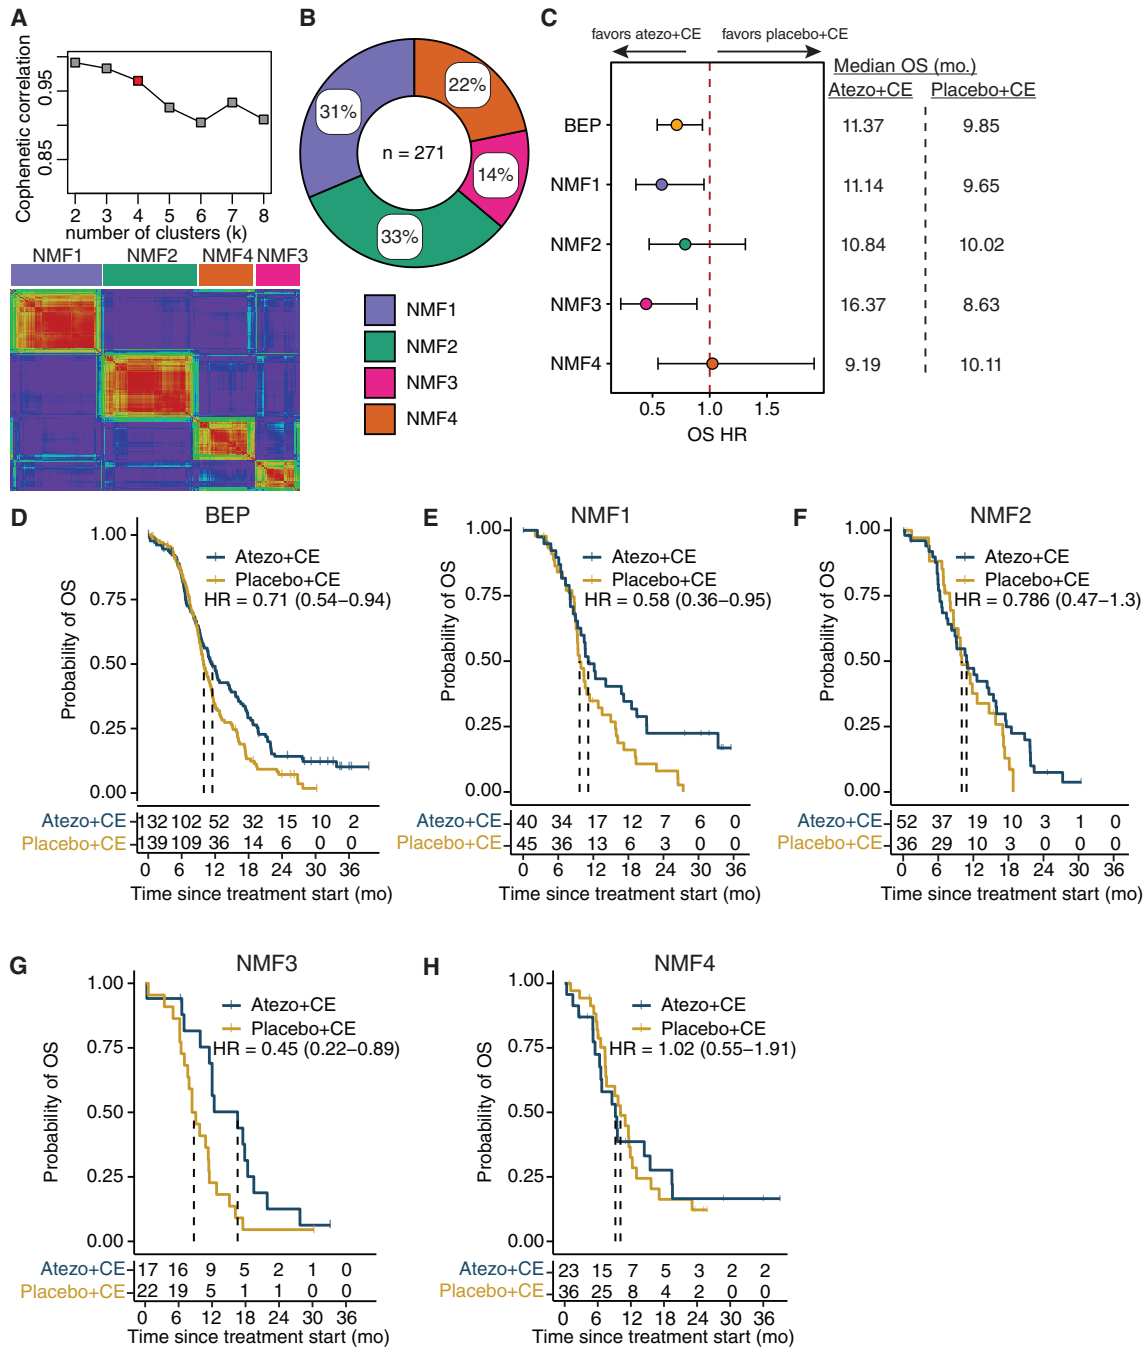 A
Cophenetic correlation
0.95
0.85
2 3 4 5 6 7 8
number of clusters (k)
NMF1 NMF2 NMF4 NMF3
B
31%
22%
14%
33%
n = 271
NMF1
NMF2
NMF3
NMF4
C
favors atezo+CE favors placebo+CE
Median OS (mo.)
Atezo+CE Placebo+CE
BEP 11.37 9.85
NMF1 11.14 9.65
NMF2 10.84 10.02
NMF3 16.37 8.63
NMF4 9.19 10.11
0.5 1.0 1.5
OS HR
D
BEP
Probability of OS
1.00
0.75
0.50
0.25
0.00
Atezo+CE
Placebo+CE
HR = 0.71 (0.54–0.94)
Atezo+CE 132 102 52 32 15 10 2
Placebo+CE 139 109 36 14 6 0 0
0 6 12 18 24 30 36
Time since treatment start (mo)
E
NMF1
Probability of OS
1.00
0.75
0.50
0.25
0.00
Atezo+CE
Placebo+CE
HR = 0.58 (0.36–0.95)
Atezo+CE 40 34 17 12 7 6 0
Placebo+CE 45 36 13 6 3 0 0
0 6 12 18 24 30 36
Time since treatment start (mo)
F
NMF2
Probability of OS
1.00
0.75
0.50
0.25
0.00
Atezo+CE
Placebo+CE
HR = 0.786 (0.47–1.3)
Atezo+CE 52 37 19 10 3 1 0
Placebo+CE 36 29 10 3 0 0 0
0 6 12 18 24 30 36
Time since treatment start (mo)
G
NMF3
Probability of OS
1.00
0.75
0.50
0.25
0.00
Atezo+CE
Placebo+CE
HR = 0.45 (0.22–0.89)
Atezo+CE 17 16 9 5 2 1 0
Placebo+CE 22 19 5 1 1 0 0
0 6 12 18 24 30 36
Time since treatment start (mo)
H
NMF4
Probability of OS
1.00
0.75
0.50
0.25
0.00
Atezo+CE
Placebo+CE
HR = 1.02 (0.55–1.91)
Atezo+CE 23 15 7 5 3 2 2
Placebo+CE 36 25 8 4 2 0 0
0 6 12 18 24 30 36
Time since treatment start (mo)